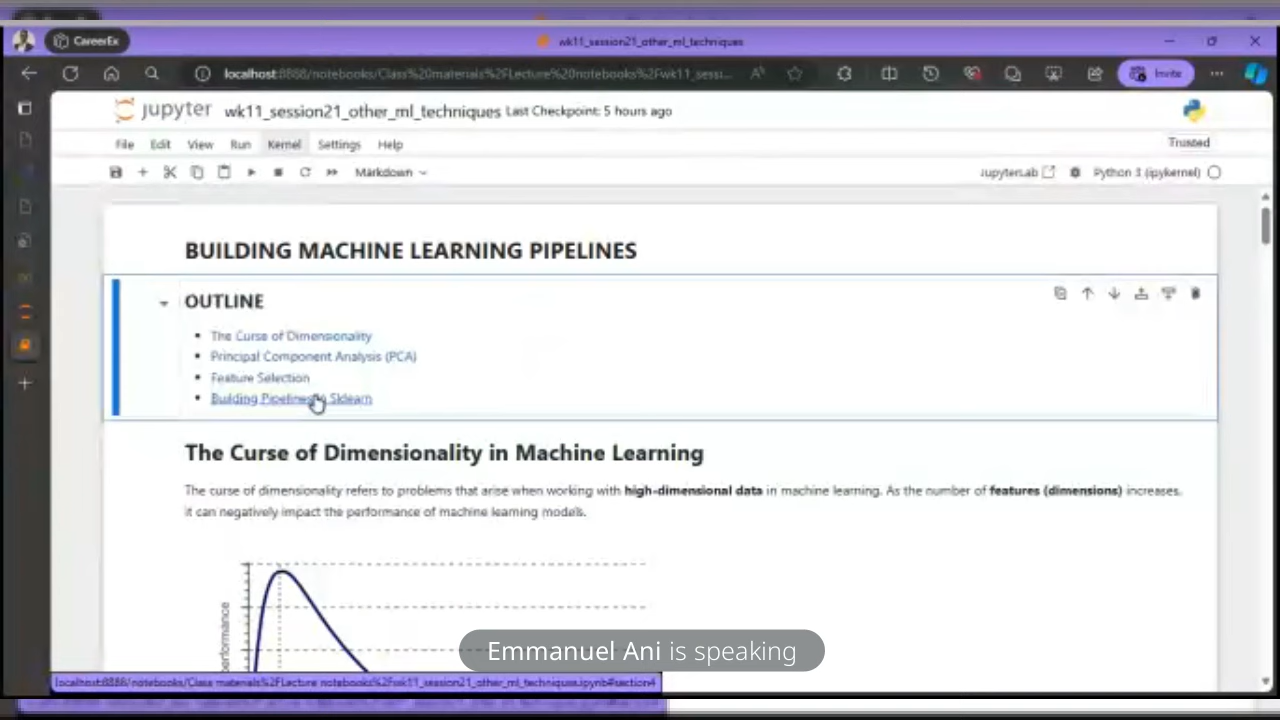 CareerEx
wk11_session21_other_ml_techniques
localhost:8888/notebooks/Class%20materials%2FLecture%20notebooks%2Fwk11_sessi...
Invite
jupyter wk11_session21_other_ml_techniques Last Checkpoint: 5 hours ago
File Edit View Run Kernel Settings Help
Trusted
Markdown
JupyterLab
Python 3 (ipykernel)
BUILDING MACHINE LEARNING PIPELINES
OUTLINE
• The Curse of Dimensionality
• Principal Component Analysis (PCA)
• Feature Selection
• Building Pipelines Sklearn
The Curse of Dimensionality in Machine Learning
The curse of dimensionality refers to problems that arise when working with high-dimensional data in machine learning. As the number of features (dimensions) increases,
it can negatively impact the performance of machine learning models.
performance
Emmanuel Ani is speaking
localhost:8888/notebooks/Class materials%2FLecture notebooks%2Fwk11_session21_other_ml_techniques.ipynb#section4